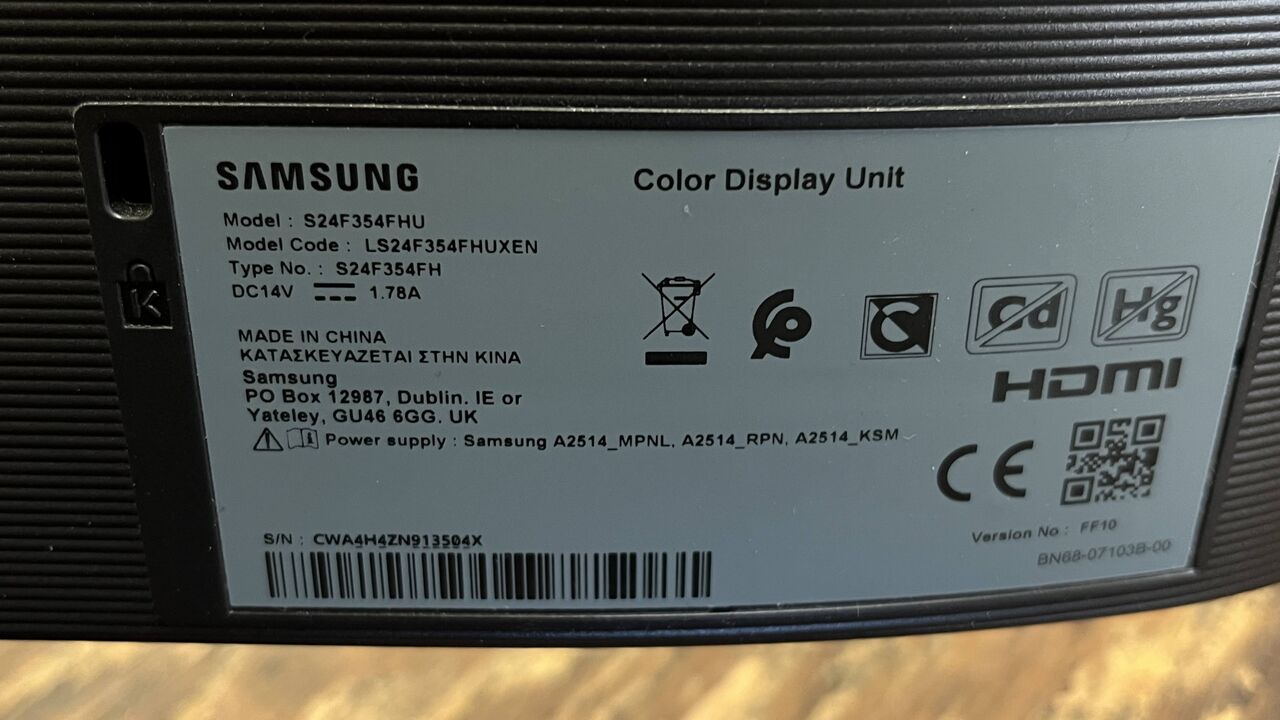 SAMSUNG
Color Display Unit
Model : S24F354FHU
Model Code : LS24F354FHUXEN
Type No. : S24F354FH
DC14V 1.78A
MADE IN CHINA
ΚΑΤΑΣΚΕΥΑΖΕΤΑΙ ΣΤΗΝ ΚΙΝΑ
Samsung
PO Box 12987, Dublin. IE or
Yateley, GU46 6GG. UK
Power supply : Samsung A2514_MPNL, A2514_RPN, A2514_KSM
Cd
Hg
HDMI
CE
K
S/N : CWA4H4ZN913504X
Version No : FF10
BN68-07103B-00